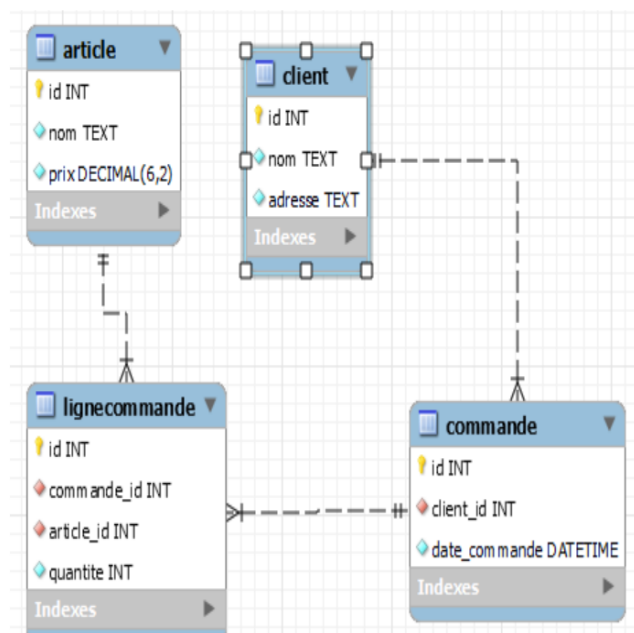 article
id INT
nom TEXT
prix DECIMAL(6,2)
Indexes
client
id INT
nom TEXT
adresse TEXT
Indexes
lignecommande
id INT
commande_id INT
article_id INT
quantite INT
Indexes
commande
id INT
client_id INT
date_commande DATETIME
Indexes